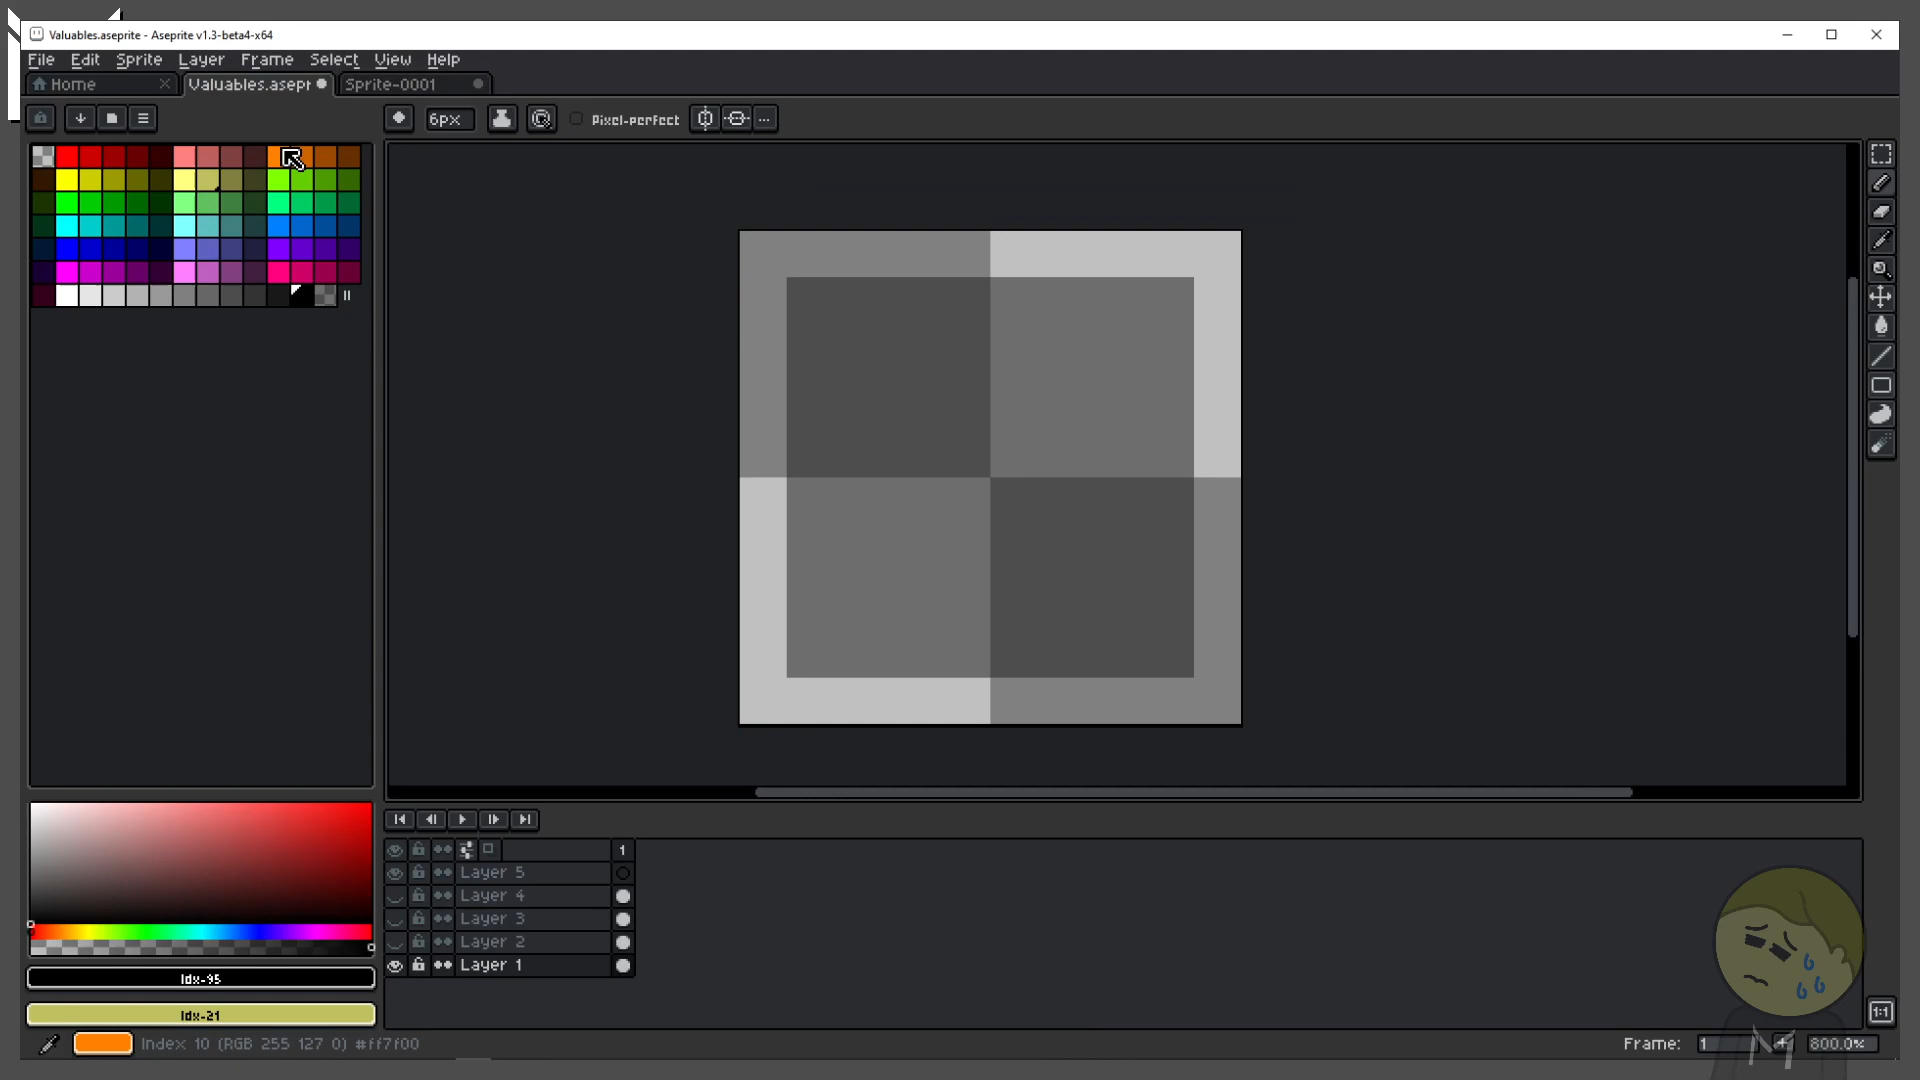 Valuables.aseprite - Aseprite v1.3-beta4-x64
File Edit Sprite Layer Frame Select View Help
Home Valuables.asepr Sprite-0001
6px Pixel-perfect ...
1
Layer 5
Layer 4
Layer 3
Layer 2
Layer 1
Idx-95
Idx-21
1:1
Index 10 (RGB 255 127 0) #ff7f00 Frame: 1 + 800.0%